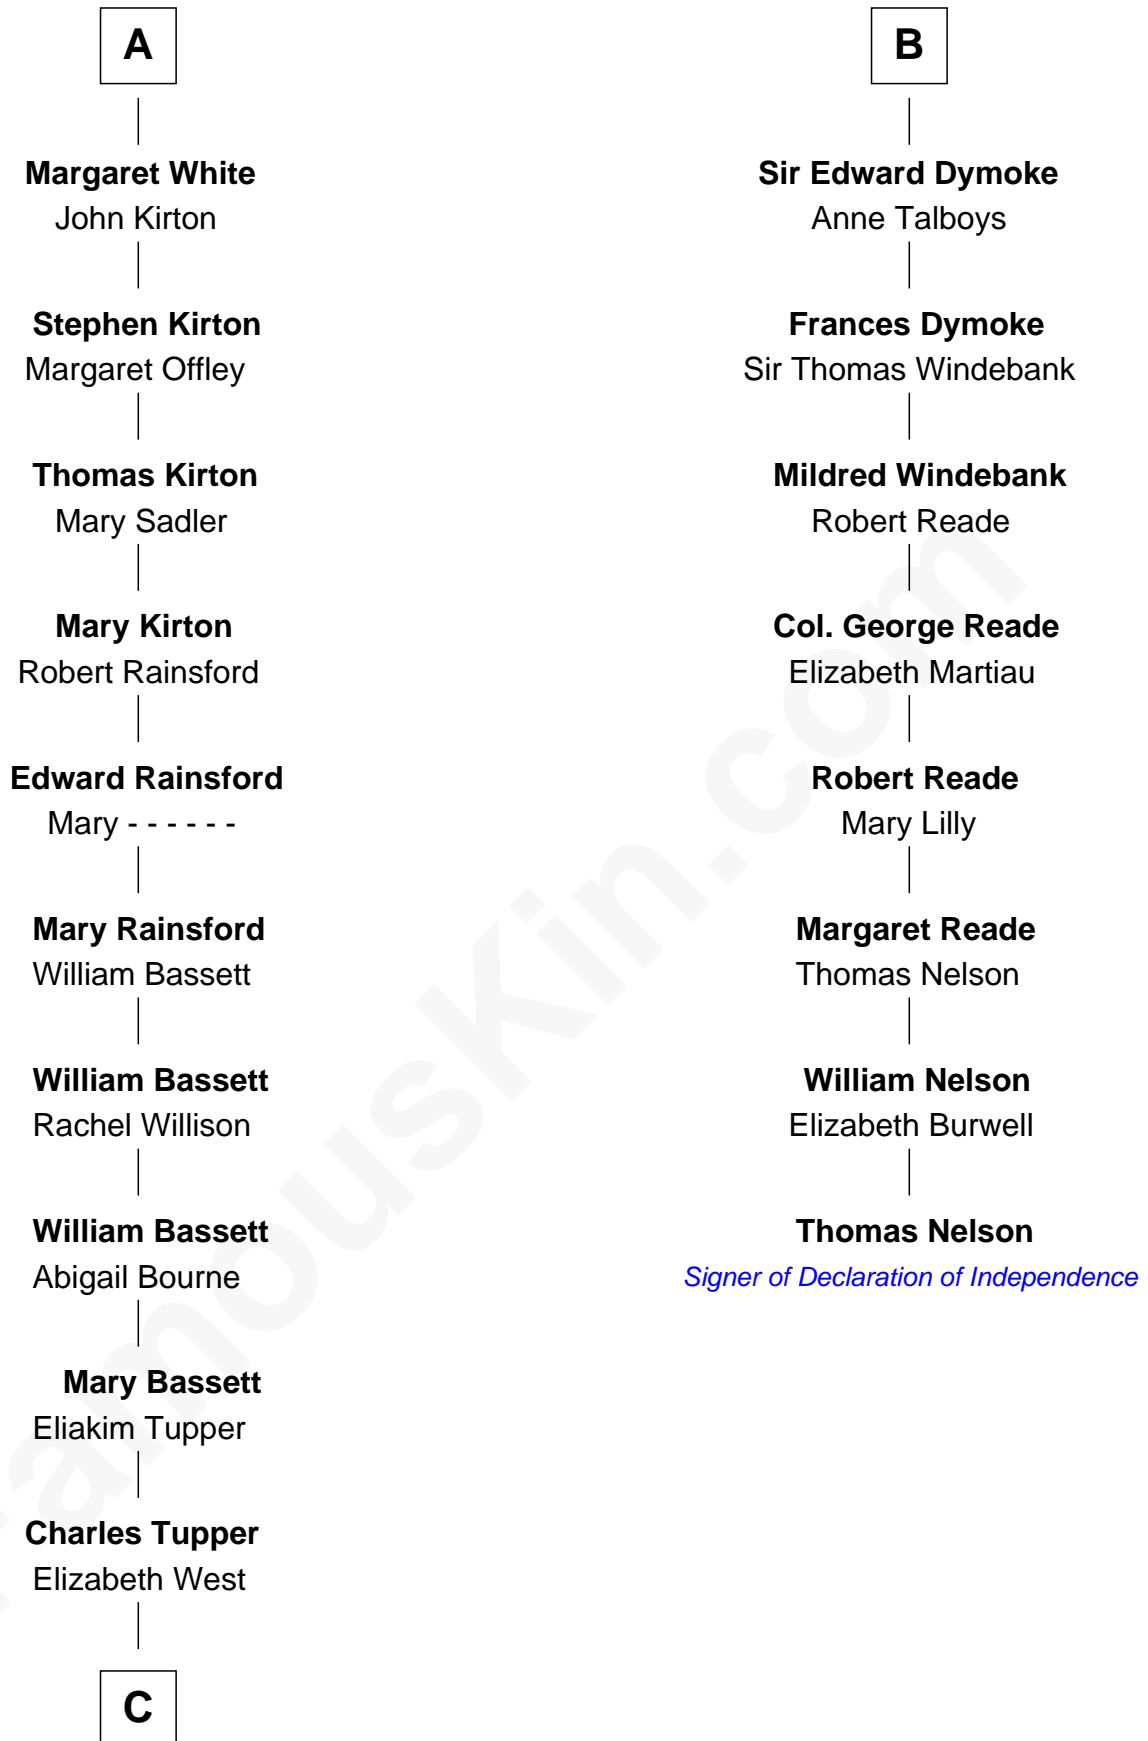 A
Margaret White
John Kirton
Stephen Kirton
Margaret Offley
Thomas Kirton
Mary Sadler
Mary Kirton
Robert Rainsford
Edward Rainsford
Mary - - - - - -
Mary Rainsford
William Bassett
William Bassett
Rachel Willison
William Bassett
Abigail Bourne
Mary Bassett
Eliakim Tupper
Charles Tupper
Elizabeth West
C
B
Sir Edward Dymoke
Anne Talboys
Frances Dymoke
Sir Thomas Windebank
Mildred Windebank
Robert Reade
Col. George Reade
Elizabeth Martiau
Robert Reade
Mary Lilly
Margaret Reade
Thomas Nelson
William Nelson
Elizabeth Burwell
Thomas Nelson
Signer of Declaration of Independence
FamousKin.com